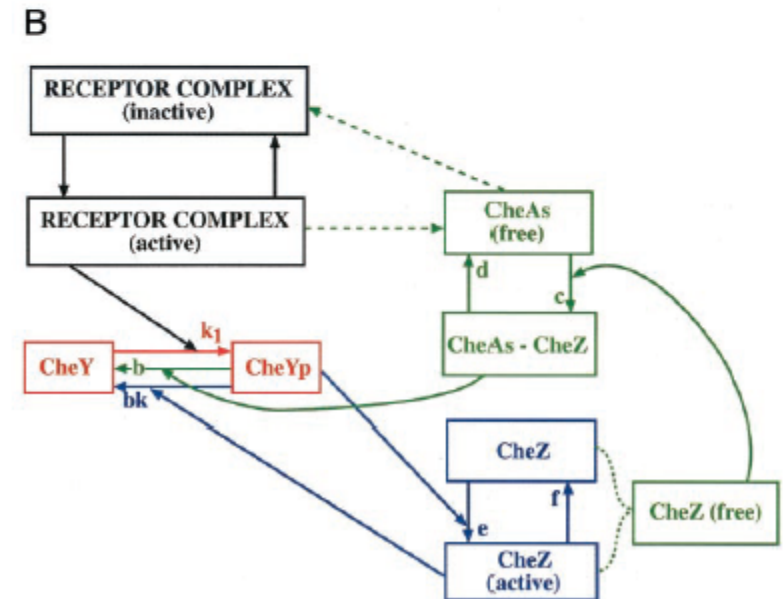 B
RECEPTOR COMPLEX
(inactive)
RECEPTOR COMPLEX
(active)
CheAs
(free)
d
c
k1
CheY
b
CheYp
bk
CheAs - CheZ
CheZ
e
f
CheZ (free)
CheZ
(active)